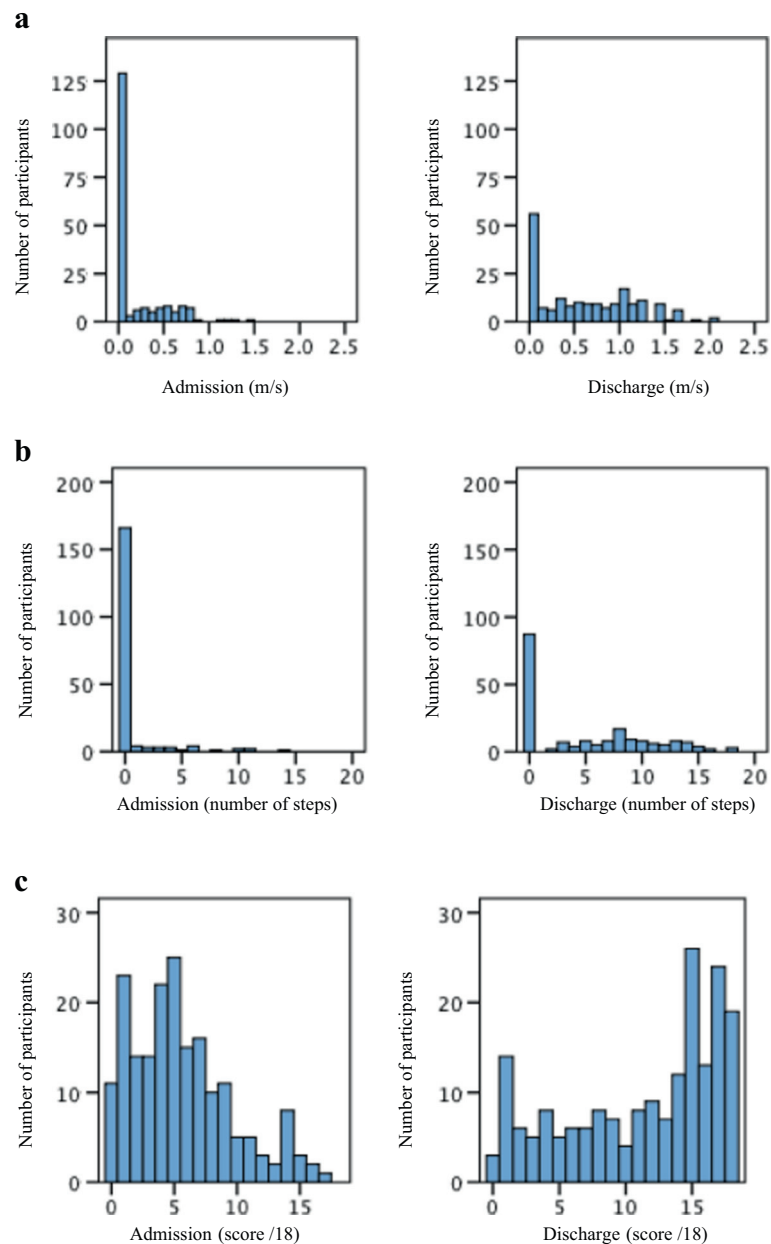 a
Number of participants
125
100
75
50
25
0
0.0 0.5 1.0 1.5 2.0 2.5
Admission (m/s)
Number of participants
125
100
75
50
25
0
0.0 0.5 1.0 1.5 2.0 2.5
Discharge (m/s)
b
Number of participants
200
150
100
50
0
0 5 10 15 20
Admission (number of steps)
Number of participants
200
150
100
50
0
0 5 10 15 20
Discharge (number of steps)
c
Number of participants
30
20
10
0
0 5 10 15
Admission (score /18)
Number of participants
30
20
10
0
0 5 10 15
Discharge (score /18)